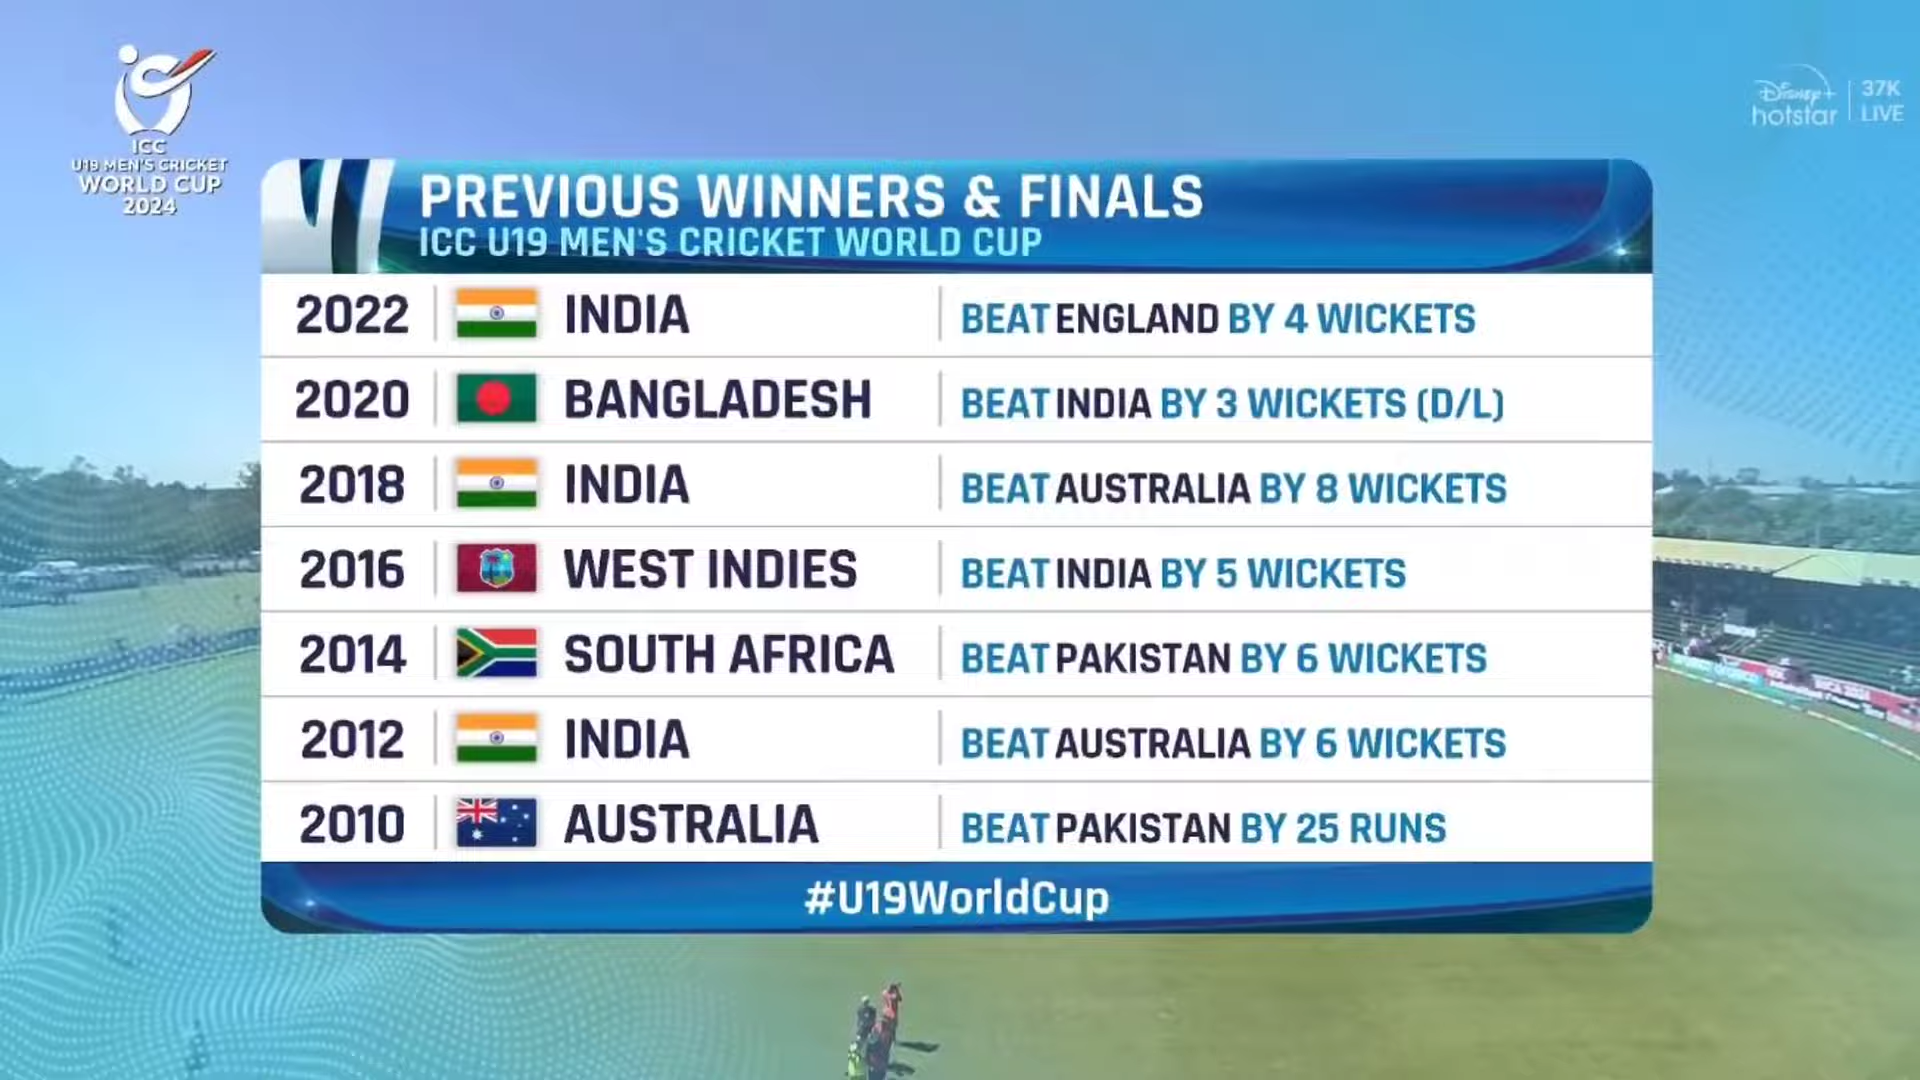 ICC
U19 MEN'S CRICKET
WORLD CUP
2024
Disney+
hotstar
37K
LIVE
PREVIOUS WINNERS & FINALS
ICC U19 MEN'S CRICKET WORLD CUP
2022 INDIA BEAT ENGLAND BY 4 WICKETS
2020 BANGLADESH BEAT INDIA BY 3 WICKETS (D/L)
2018 INDIA BEAT AUSTRALIA BY 8 WICKETS
2016 WEST INDIES BEAT INDIA BY 5 WICKETS
2014 SOUTH AFRICA BEAT PAKISTAN BY 6 WICKETS
2012 INDIA BEAT AUSTRALIA BY 6 WICKETS
2010 AUSTRALIA BEAT PAKISTAN BY 25 RUNS
#U19WorldCup